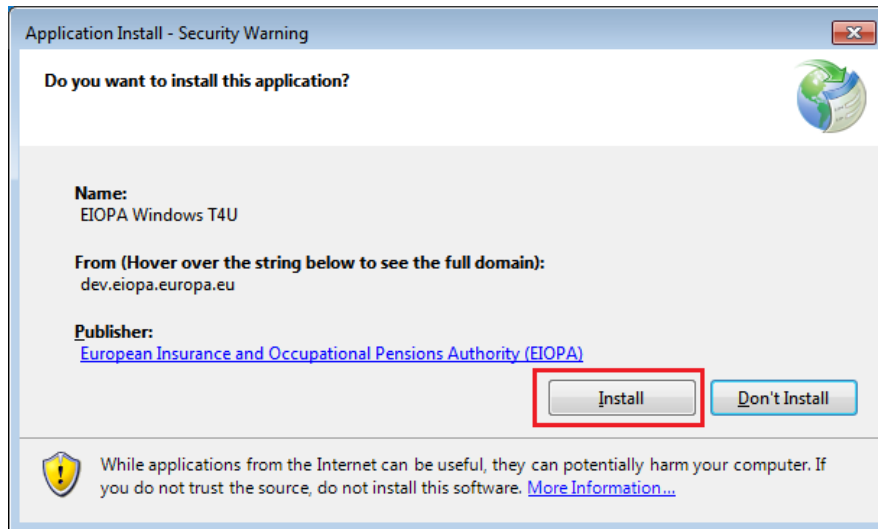 Application Install - Security Warning
Do you want to install this application?
Name:
EIOPA Windows T4U
From (Hover over the string below to see the full domain):
dev.eiopa.europa.eu
Publisher:
European Insurance and Occupational Pensions Authority (EIOPA)
Install
Don't Install
While applications from the Internet can be useful, they can potentially harm your computer. If
you do not trust the source, do not install this software. More Information...